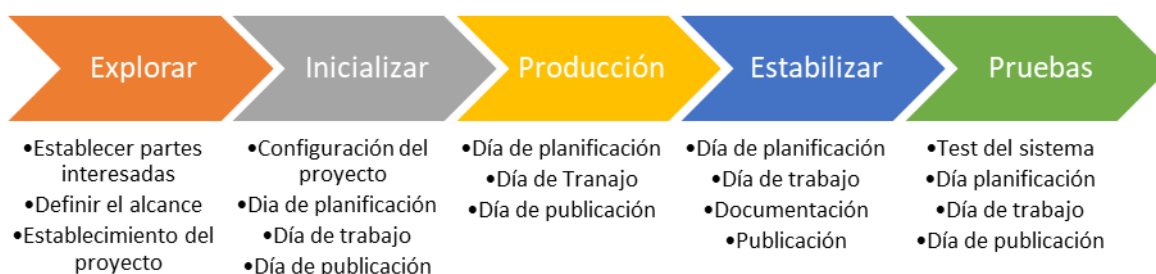 Explorar
•Establecer partes
interesadas
•Definir el alcance
•Establecimiento del
proyecto
Inicializar
•Configuración del
proyecto
•Dia de planificación
•Día de trabajo
•Día de publicación
Producción
•Día de planificación
•Día de Tranajo
•Día de publicación
Estabilizar
•Día de planificación
•Día de trabajo
•Documentación
•Publicación
Pruebas
•Test del sistema
•Día planificación
•Día de trabajo
•Día de publicación